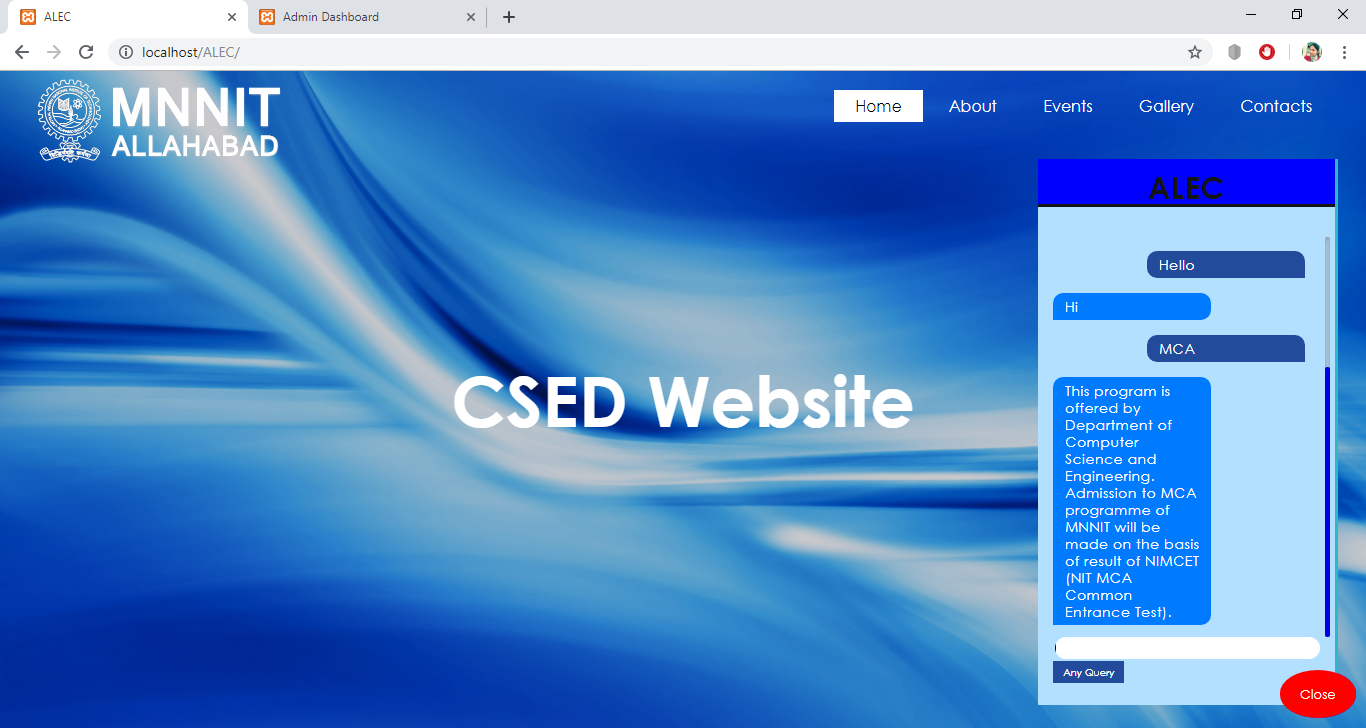 ALEC
Admin Dashboard
localhost/ALEC/
MNNIT
ALLAHABAD
Home
About
Events
Gallery
Contacts
CSED Website
ALEC
Hello
Hi
MCA
This program is
offered by
Department of
Computer
Science and
Engineering.
Admission to MCA
programme of
MNNIT will be
made on the basis
of result of NIMCET
(NIT MCA
Common
Entrance Test).
Any Query
Close